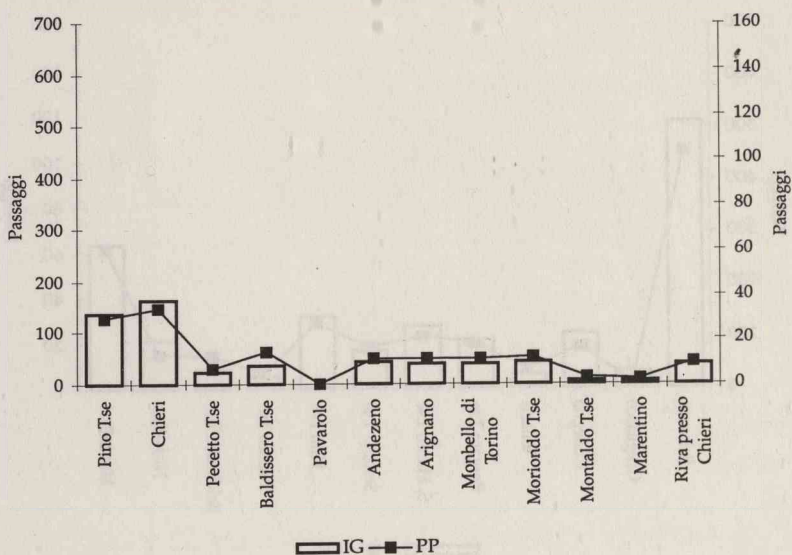 700
600
500
400
300
200
100
0
Passaggi
160
140
120
100
80
60
40
20
0
Passaggi
Pino T.se
Chieri
Pecetto T.se
Baldissero T.se
Pavarolo
Andezeno
Arignano
Monbello di
Torino
Moriondo T.se
Montaldo T.se
Marentino
Riva presso
Chieri
IG
PP